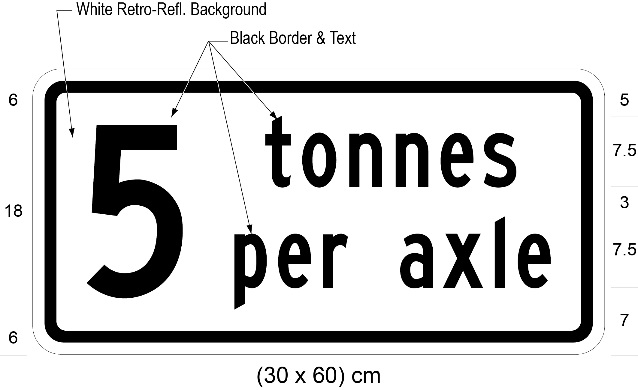 White Retro-Refl. Background
Black Border & Text
6
5
5 tonnes
7.5
18
3
per axle
7.5
6
7
(30 x 60) cm